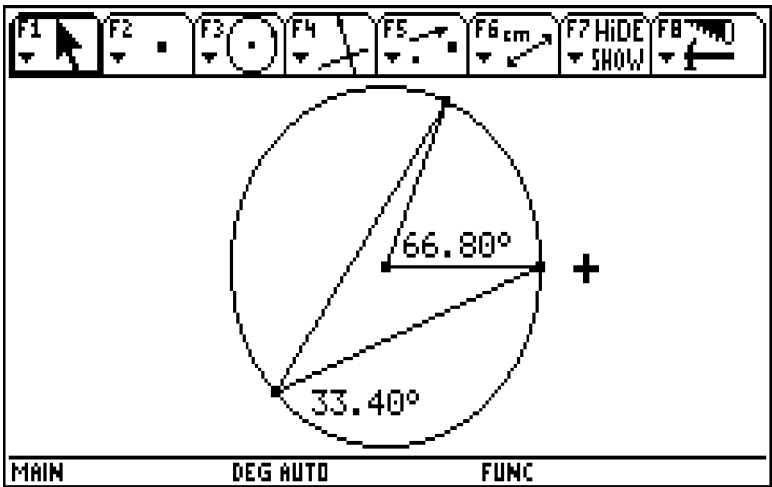 F1 F2 F3 F4 F5 F6 cm F7 HIDE F8
SHOW
66.80°
33.40°
MAIN DEG AUTO FUNC